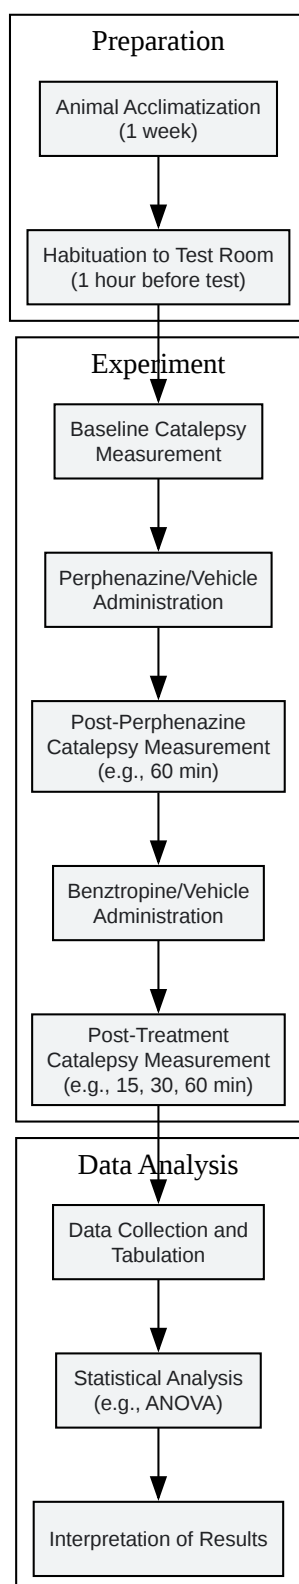 Preparation
Animal Acclimatization
(1 week)
Habituation to Test Room
(1 hour before test)
Experiment
Baseline Catalepsy
Measurement
Perphenazine/Vehicle
Administration
Post-Perphenazine
Catalepsy Measurement
(e.g., 60 min)
Benztropine/Vehicle
Administration
Post-Treatment
Catalepsy Measurement
(e.g., 15, 30, 60 min)
Data Analysis
Data Collection and
Tabulation
Statistical Analysis
(e.g., ANOVA)
Interpretation of Results